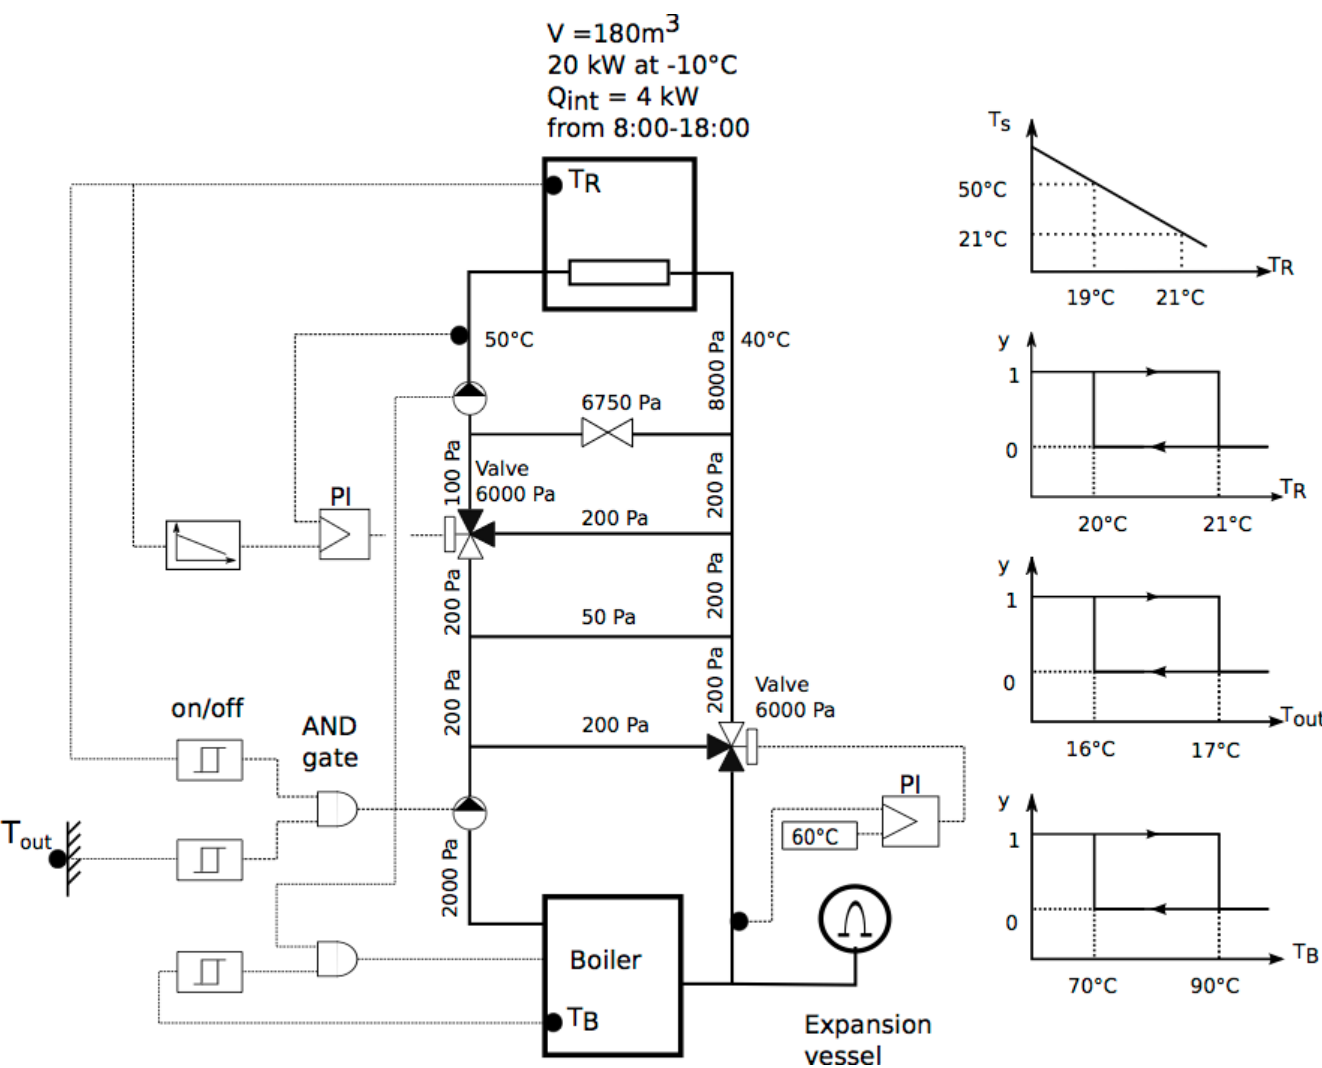 V =180m³
20 kW at -10°C
Qint = 4 kW
from 8:00-18:00
TR
50°C
40°C
8000 Pa
6750 Pa
100 Pa
Valve
6000 Pa
200 Pa
200 Pa
PI
200 Pa
200 Pa
50 Pa
200 Pa
200 Pa
Valve
6000 Pa
200 Pa
on/off
AND
gate
PI
60°C
Tout
2000 Pa
Boiler
TB
Expansion
vessel
Ts
50°C
21°C
19°C
21°C
TR
y
1
0
20°C
21°C
TR
y
1
0
16°C
17°C
Tout
y
1
0
70°C
90°C
TB